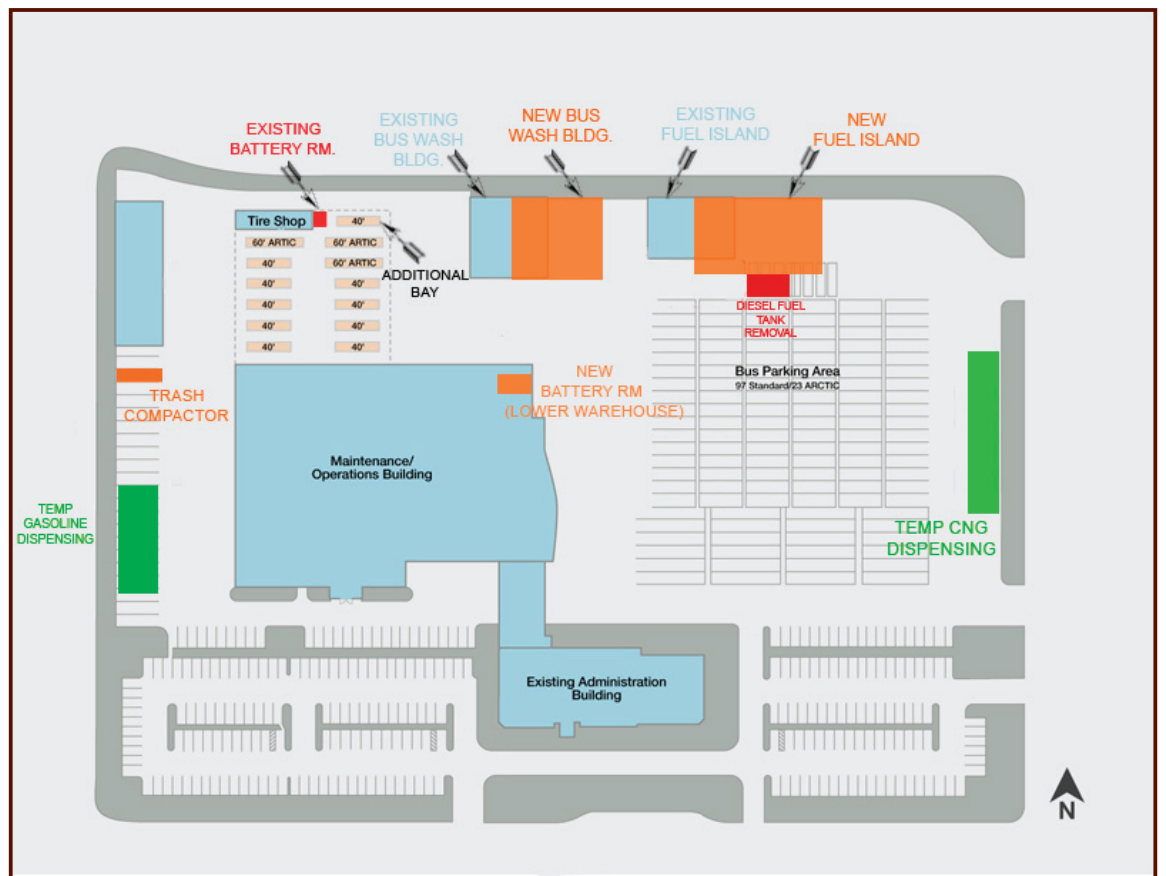 EXISTING
BATTERY RM.
EXISTING
BUS WASH
BLDG.
NEW BUS
WASH BLDG.
EXISTING
FUEL ISLAND
NEW
FUEL ISLAND
Tire Shop
40'
60' ARTIC
60' ARTIC
40'
60' ARTIC
40'
40'
40'
40'
40'
40'
40'
40'
ADDITIONAL
BAY
DIESEL FUEL
TANK
REMOVAL
Bus Parking Area
97 Standard/23 ARCTIC
TRASH
COMPACTOR
NEW
BATTERY RM
(LOWER WAREHOUSE)
Maintenance/
Operations Building
TEMP
GASOLINE
DISPENSING
TEMP CNG
DISPENSING
Existing Administration
Building
N